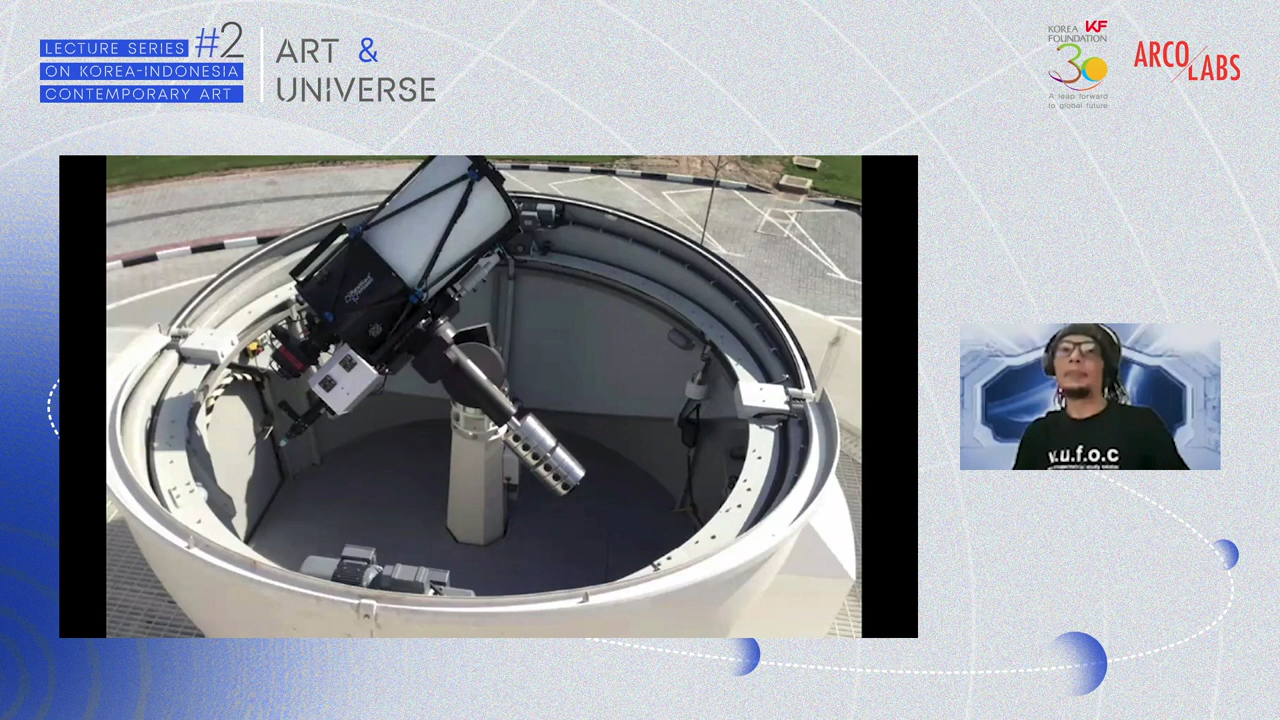 LECTURE SERIES #2
ON KOREA-INDONESIA
CONTEMPORARY ART
ART &
UNIVERSE
KOREA KF
FOUNDATION
30
A leap forward
to global future
ARCO
LABS
v.u.f.o.c